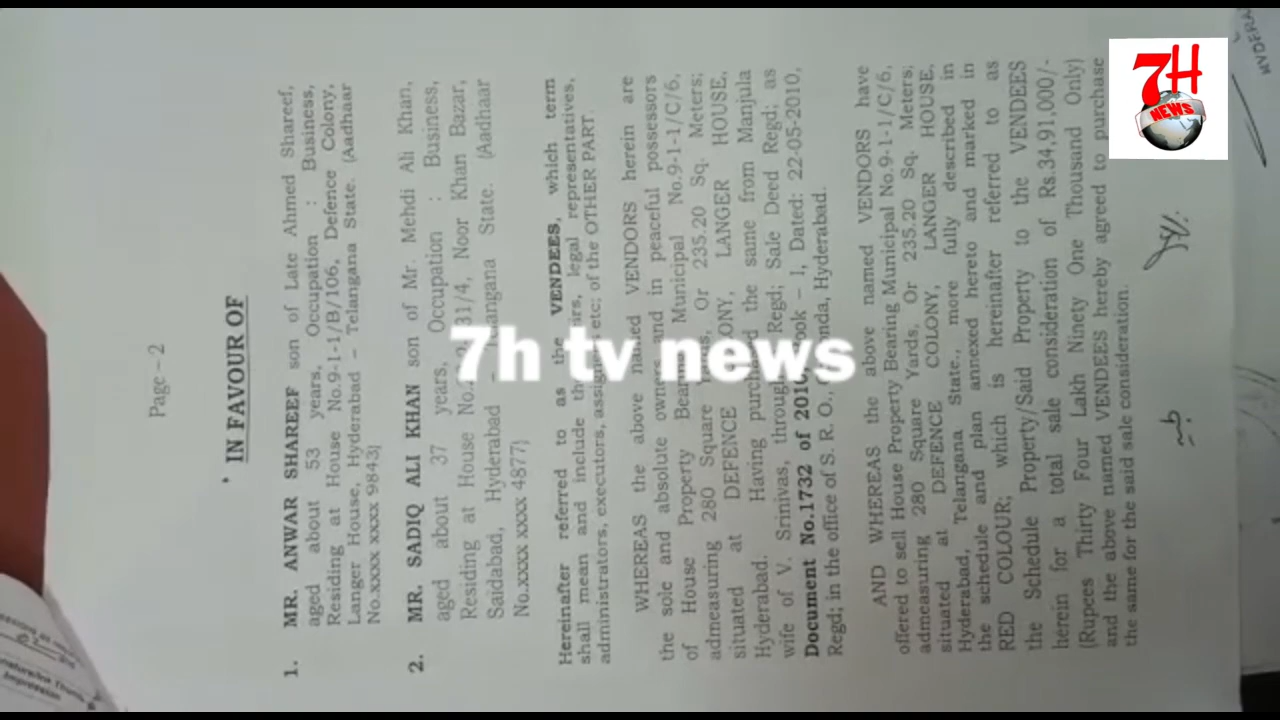 Page – 2
IN FAVOUR OF
1. MR. ANWAR SHAREEF son of Late Ahmed Shareef,
aged about 53 years, Occupation : Business,
Residing at House No.9-1-1/B/106, Defence Colony,
Langer House, Hyderabad – Telangana State. (Aadhaar
No.xxxx xxxx 9843)
2. MR. SADIQ ALI KHAN son of Mr. Mehdi Ali Khan,
aged about 37 years, Occupation : Business,
Residing at House No. 31/4, Noor Khan Bazar,
Saidabad, Hyderabad – State. (Aadhaar
No.xxxx xxxx 4877)
Hereinafter referred to as the VENDEES, which term
shall mean and include legal representatives,
administrators, executors, etc; of the OTHER PART.
WHEREAS the above named VENDORS herein are
the sole and absolute owners and in peaceful possessors
of House Property Municipal No.9-1-1/C/6,
admeasuring 280 Square Or 235.20 Sq. Meters;
situated at DEFENCE LANGER HOUSE,
Hyderabad. Having the same from Manjula
wife of V. Srinivas, through Regd; Sale Deed Regd; as
Document No.1732 of 2010, – I, Dated: 22-05-2010,
Regd; in the office of S. R. O., Hyderabad.
AND WHEREAS the above named VENDORS have
offered to sell House Property Bearing Municipal No.9-1-1/C/6,
admeasuring 280 Square Yards, Or 235.20 Sq. Meters;
situated at DEFENCE COLONY, LANGER HOUSE,
Hyderabad, Telangana State., more fully described in
the schedule and plan annexed hereto and marked in
RED COLOUR; which is hereinafter referred to as
the Schedule Property/Said Property to the VENDEES
herein for a total sale consideration of Rs.34,91,000/-
(Rupees Thirty Four Lakh Ninety One Thousand Only)
and the above named VENDEES hereby agreed to purchase
the same for the said sale consideration.
7h tv news
7H
NEWS
Impression